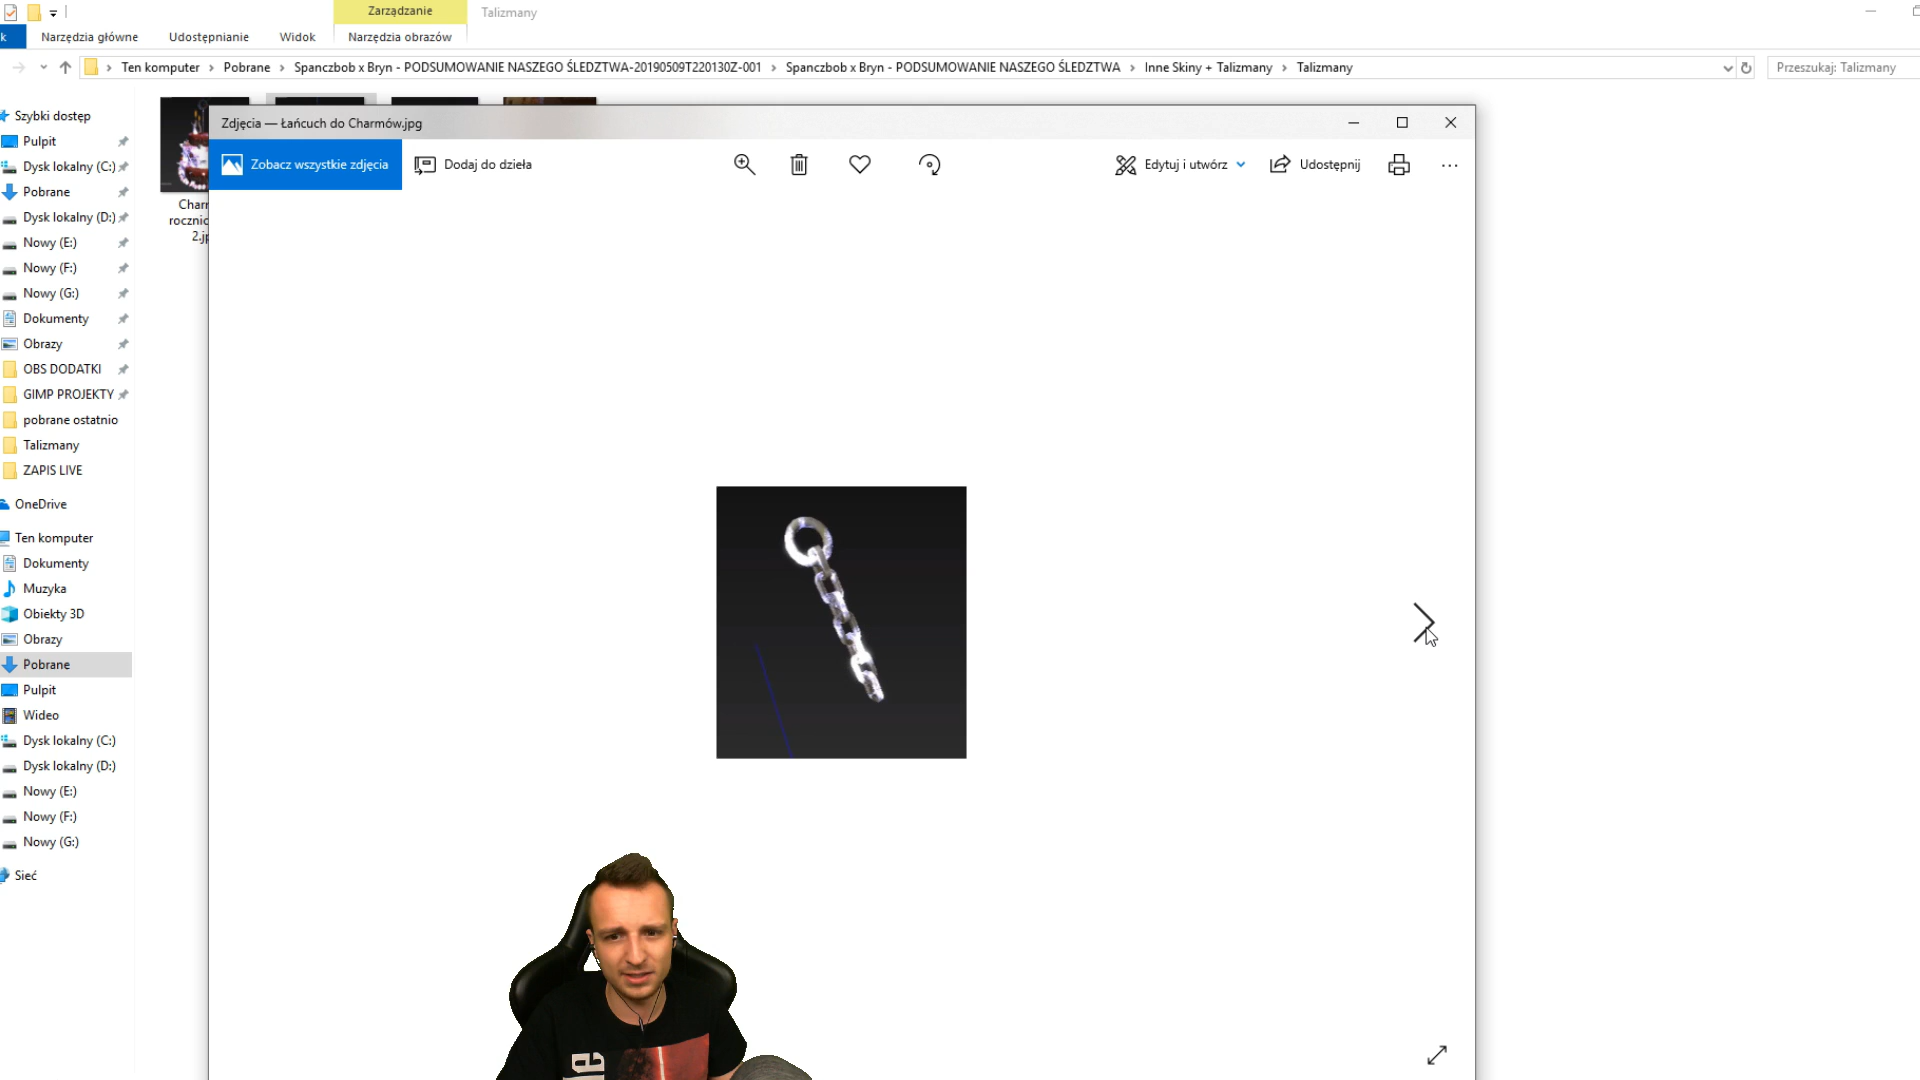 Zarządzanie
Talizmany
k
Narzędzia główne
Udostępnianie
Widok
Narzędzia obrazów
Ten komputer
Pobrane
Spanczbob x Bryn - PODSUMOWANIE NASZEGO ŚLEDZTWA-20190509T220130Z-001
Spanczbob x Bryn - PODSUMOWANIE NASZEGO ŚLEDZTWA
Inne Skiny + Talizmany
Talizmany
Przeszukaj: Talizmany
Szybki dostęp
Pulpit
Dysk lokalny (C:)
Pobrane
Dysk lokalny (D:)
Nowy (E:)
Nowy (F:)
Nowy (G:)
Dokumenty
Obrazy
OBS DODATKI
GIMP PROJEKTY
pobrane ostatnio
Talizmany
ZAPIS LIVE
OneDrive
Ten komputer
Dokumenty
Muzyka
Obiekty 3D
Obrazy
Pobrane
Pulpit
Wideo
Dysk lokalny (C:)
Dysk lokalny (D:)
Nowy (E:)
Nowy (F:)
Nowy (G:)
Sieć
Zdjęcia — Łańcuch do Charmów.jpg
Zobacz wszystkie zdjęcia
Dodaj do dzieła
Edytuj i utwórz
Udostępnij